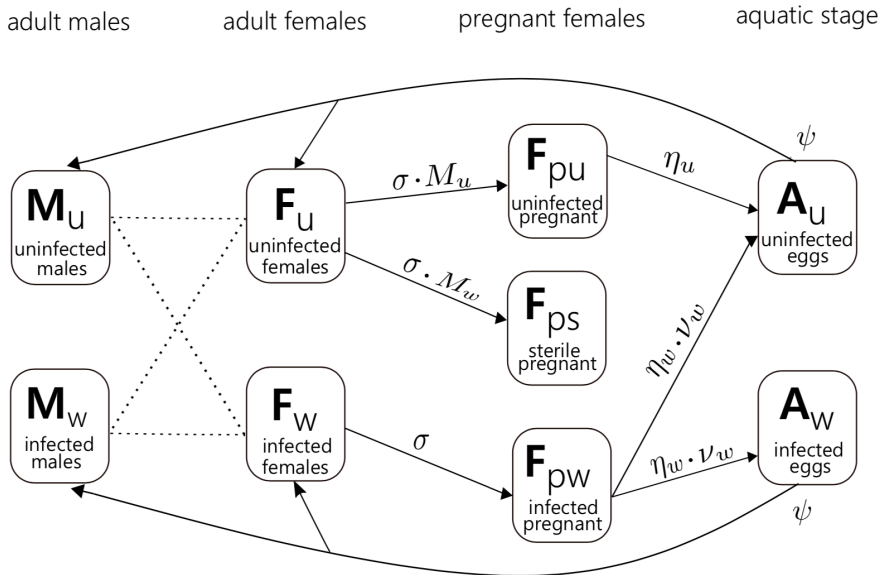 adult males
adult females
pregnant females
aquatic stage
ψ
F_pu
uninfected
pregnant
η_u
σ · M_u
M_u
uninfected
males
F_u
uninfected
females
A_u
uninfected
eggs
σ · M_w
F_ps
sterile
pregnant
η_w · ν_w
M_w
infected
males
F_w
infected
females
σ
F_pw
infected
pregnant
η_w · ν_w
A_w
infected
eggs
ψ